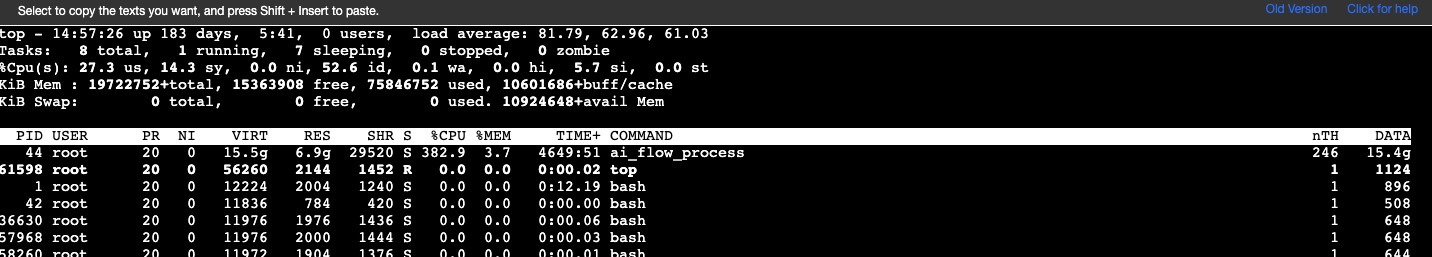 Select to copy the texts you want, and press Shift + Insert to paste. Old Version Click for help
top - 14:57:26 up 183 days, 5:41, 0 users, load average: 81.79, 62.96, 61.03
Tasks: 8 total, 1 running, 7 sleeping, 0 stopped, 0 zombie
%Cpu(s): 27.3 us, 14.3 sy, 0.0 ni, 52.6 id, 0.1 wa, 0.0 hi, 5.7 si, 0.0 st
KiB Mem : 19722752+total, 15363908 free, 75846752 used, 10601686+buff/cache
KiB Swap: 0 total, 0 free, 0 used. 10924648+avail Mem
PID USER PR NI VIRT RES SHR S %CPU %MEM TIME+ COMMAND nTH DATA
44 root 20 0 15.5g 6.9g 29520 S 382.9 3.7 4649:51 ai_flow_process 246 15.4g
61598 root 20 0 56260 2144 1452 R 0.0 0.0 0:00.02 top 1 1124
1 root 20 0 12224 2004 1240 S 0.0 0.0 0:12.19 bash 1 896
42 root 20 0 11836 784 420 S 0.0 0.0 0:00.00 bash 1 508
36630 root 20 0 11976 1976 1436 S 0.0 0.0 0:00.06 bash 1 648
57968 root 20 0 11976 2000 1444 S 0.0 0.0 0:00.03 bash 1 648
58260 root 20 0 11972 1904 1376 S 0.0 0.0 0:00.01 bash 1 644